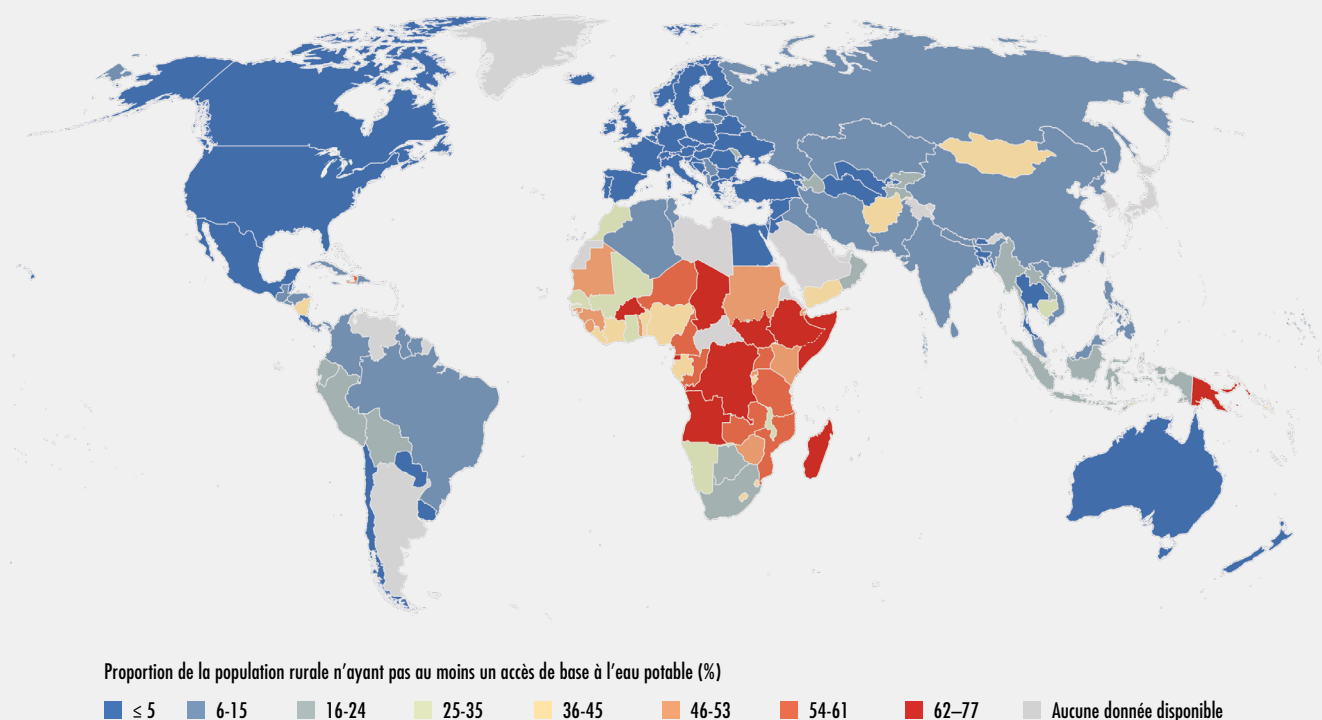 Proportion de la population rurale n'ayant pas au moins un accès de base à l'eau potable (%)
≤ 5 6-15 16-24 25-35 36-45 46-53 54-61 62–77 Aucune donnée disponible